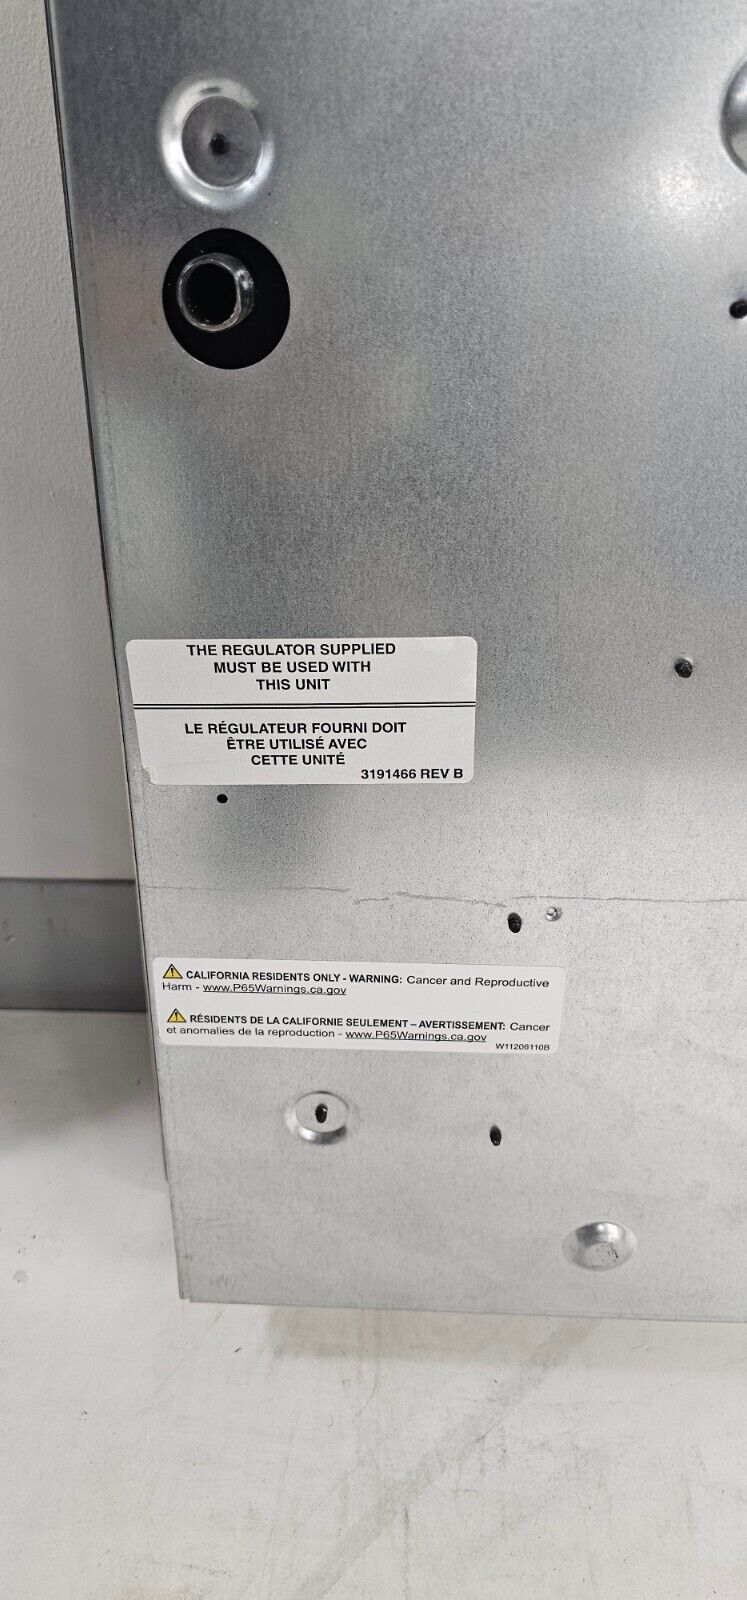 THE REGULATOR SUPPLIED
MUST BE USED WITH
THIS UNIT
LE RÉGULATEUR FOURNI DOIT
ÊTRE UTILISÉ AVEC
CETTE UNITÉ
3191466 REV B
CALIFORNIA RESIDENTS ONLY - WARNING: Cancer and Reproductive
Harm - www.P65Warnings.ca.gov
RÉSIDENTS DE LA CALIFORNIE SEULEMENT – AVERTISSEMENT: Cancer
et anomalies de la reproduction - www.P65Warnings.ca.gov
W11206110B